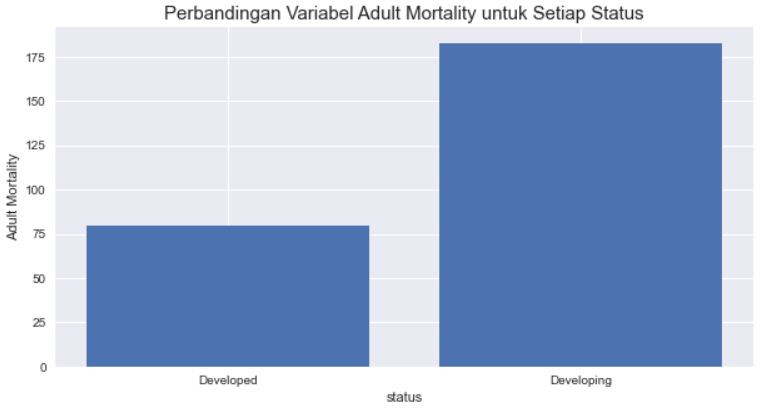 Perbandingan Variabel Adult Mortality untuk Setiap Status
175
150
125
100
75
50
25
0
Adult Mortality
Developed
Developing
status